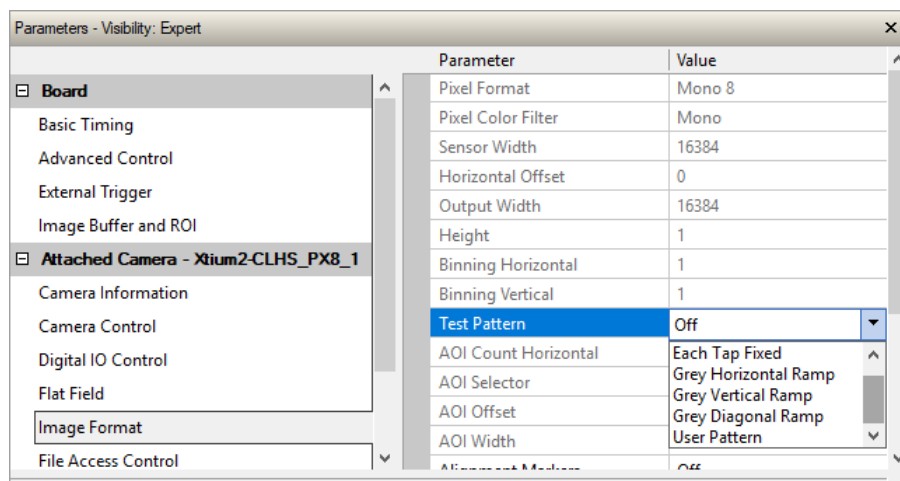 Parameters - Visibility: Expert
Parameter Value
Board
Basic Timing
Advanced Control
External Trigger
Image Buffer and ROI
Attached Camera - Xtium2-CLHS_PX8_1
Camera Information
Camera Control
Digital IO Control
Flat Field
Image Format
File Access Control
Pixel Format Mono 8
Pixel Color Filter Mono
Sensor Width 16384
Horizontal Offset 0
Output Width 16384
Height 1
Binning Horizontal 1
Binning Vertical 1
Test Pattern Off
AOI Count Horizontal
AOI Selector
AOI Offset
AOI Width
Alignment Markers Off
Each Tap Fixed
Grey Horizontal Ramp
Grey Vertical Ramp
Grey Diagonal Ramp
User Pattern